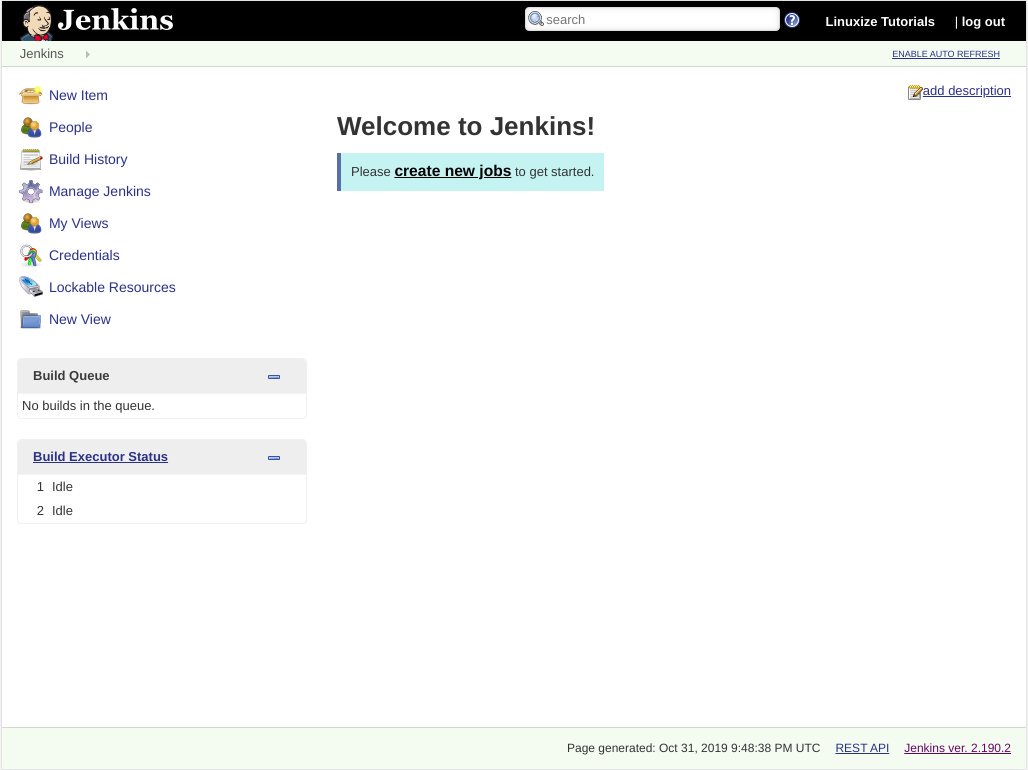 Jenkins
search
Linuxize Tutorials | log out
Jenkins
ENABLE AUTO REFRESH
add description
New Item
People
Build History
Manage Jenkins
My Views
Credentials
Lockable Resources
New View
Welcome to Jenkins!
Please create new jobs to get started.
Build Queue
No builds in the queue.
Build Executor Status
1 Idle
2 Idle
Page generated: Oct 31, 2019 9:48:38 PM UTC REST API Jenkins ver. 2.190.2